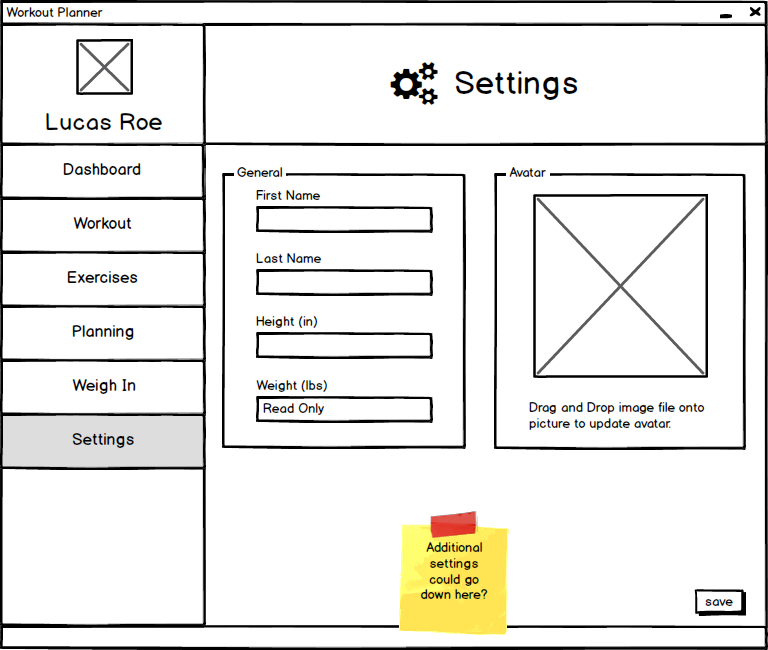 Workout Planner
Lucas Roe
Settings
Dashboard
Workout
Exercises
Planning
Weigh In
Settings
General
First Name
Last Name
Height (in)
Weight (lbs)
Read Only
Avatar
Drag and Drop image file onto
picture to update avatar.
Additional
settings
could go
down here?
save